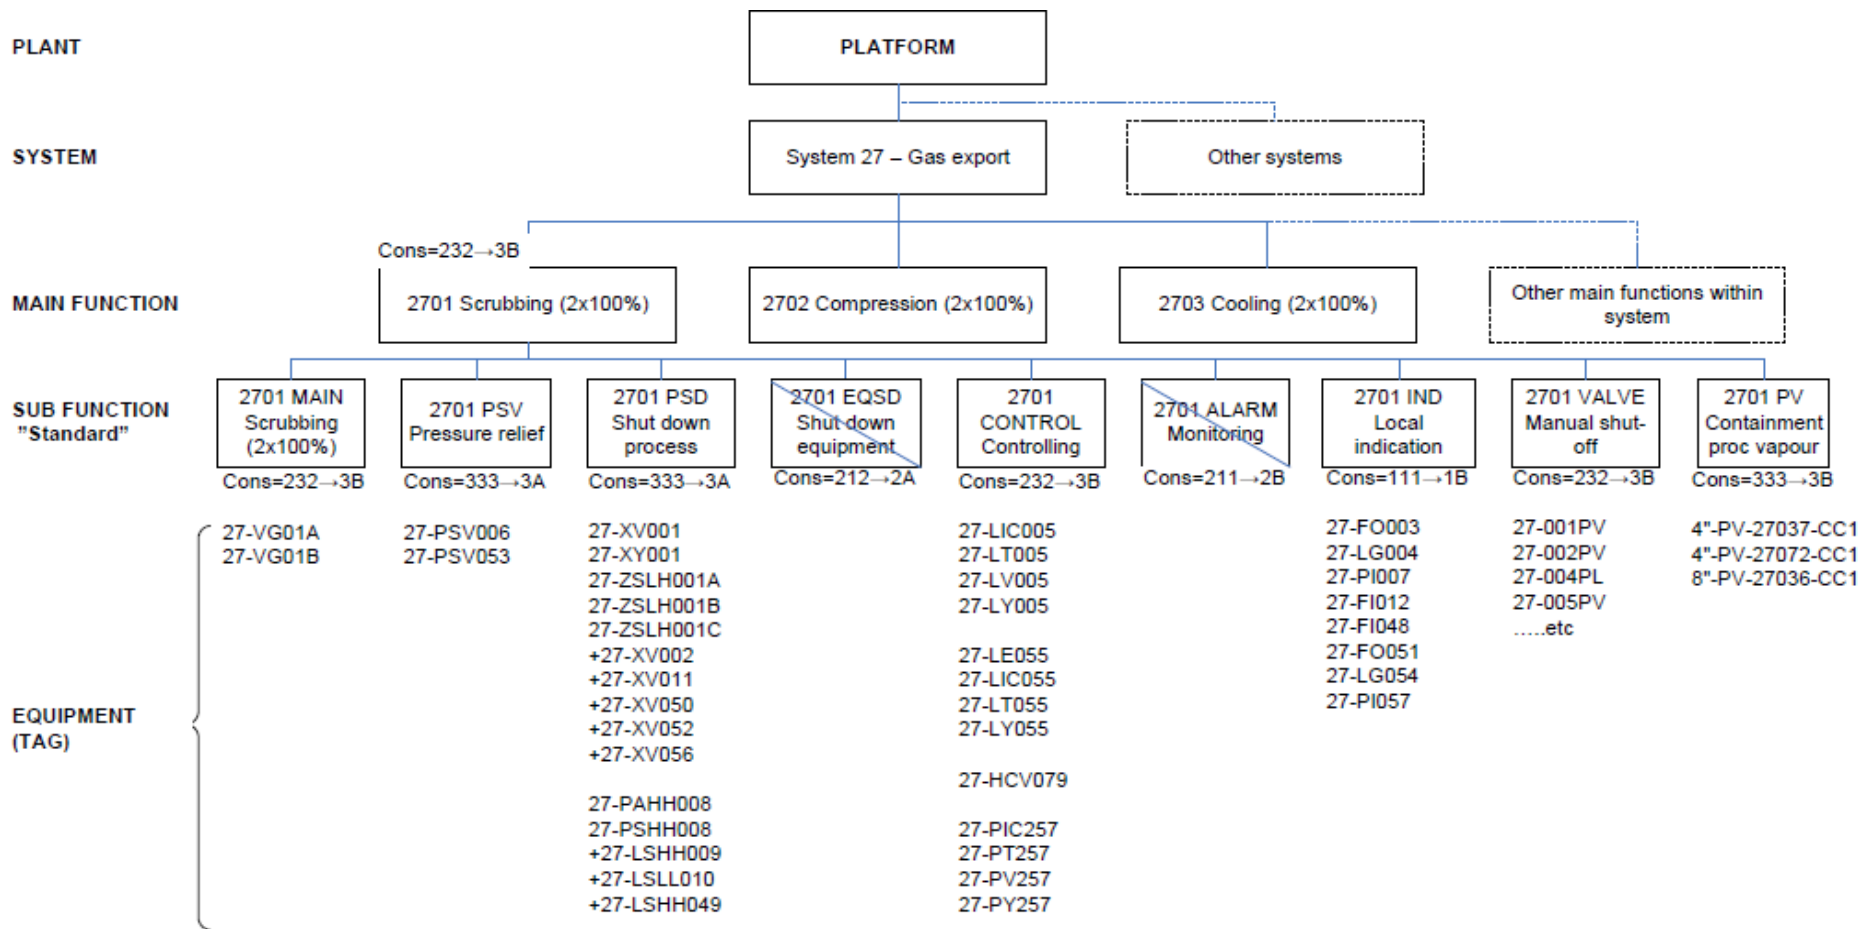 PLANT
PLATFORM
SYSTEM
System 27 – Gas export
Other systems
Cons=232→3B
MAIN FUNCTION
2701 Scrubbing (2x100%)
2702 Compression (2x100%)
2703 Cooling (2x100%)
Other main functions within
system
SUB FUNCTION
"Standard"
2701 MAIN
Scrubbing
(2x100%)
Cons=232→3B
2701 PSV
Pressure relief
Cons=333→3A
2701 PSD
Shut down
process
Cons=333→3A
2701 EQSD
Shut down
equipment
Cons=212→2A
2701
CONTROL
Controlling
Cons=232→3B
2701 ALARM
Monitoring
Cons=211→2B
2701 IND
Local
indication
Cons=111→1B
2701 VALVE
Manual shut-
off
Cons=232→3B
2701 PV
Containment
proc vapour
Cons=333→3B
EQUIPMENT
(TAG)
27-VG01A
27-VG01B
27-PSV006
27-PSV053
27-XV001
27-XY001
27-ZSLH001A
27-ZSLH001B
27-ZSLH001C
+27-XV002
+27-XV011
+27-XV050
+27-XV052
+27-XV056
27-PAHH008
27-PSHH008
+27-LSHH009
+27-LSLL010
+27-LSHH049
27-LIC005
27-LT005
27-LV005
27-LY005
27-LE055
27-LIC055
27-LT055
27-LY055
27-HCV079
27-PIC257
27-PT257
27-PV257
27-PY257
27-FO003
27-LG004
27-PI007
27-FI012
27-FI048
27-FO051
27-LG054
27-PI057
27-001PV
27-002PV
27-004PL
27-005PV
.....etc
4"-PV-27037-CC1
4"-PV-27072-CC1
8"-PV-27036-CC1